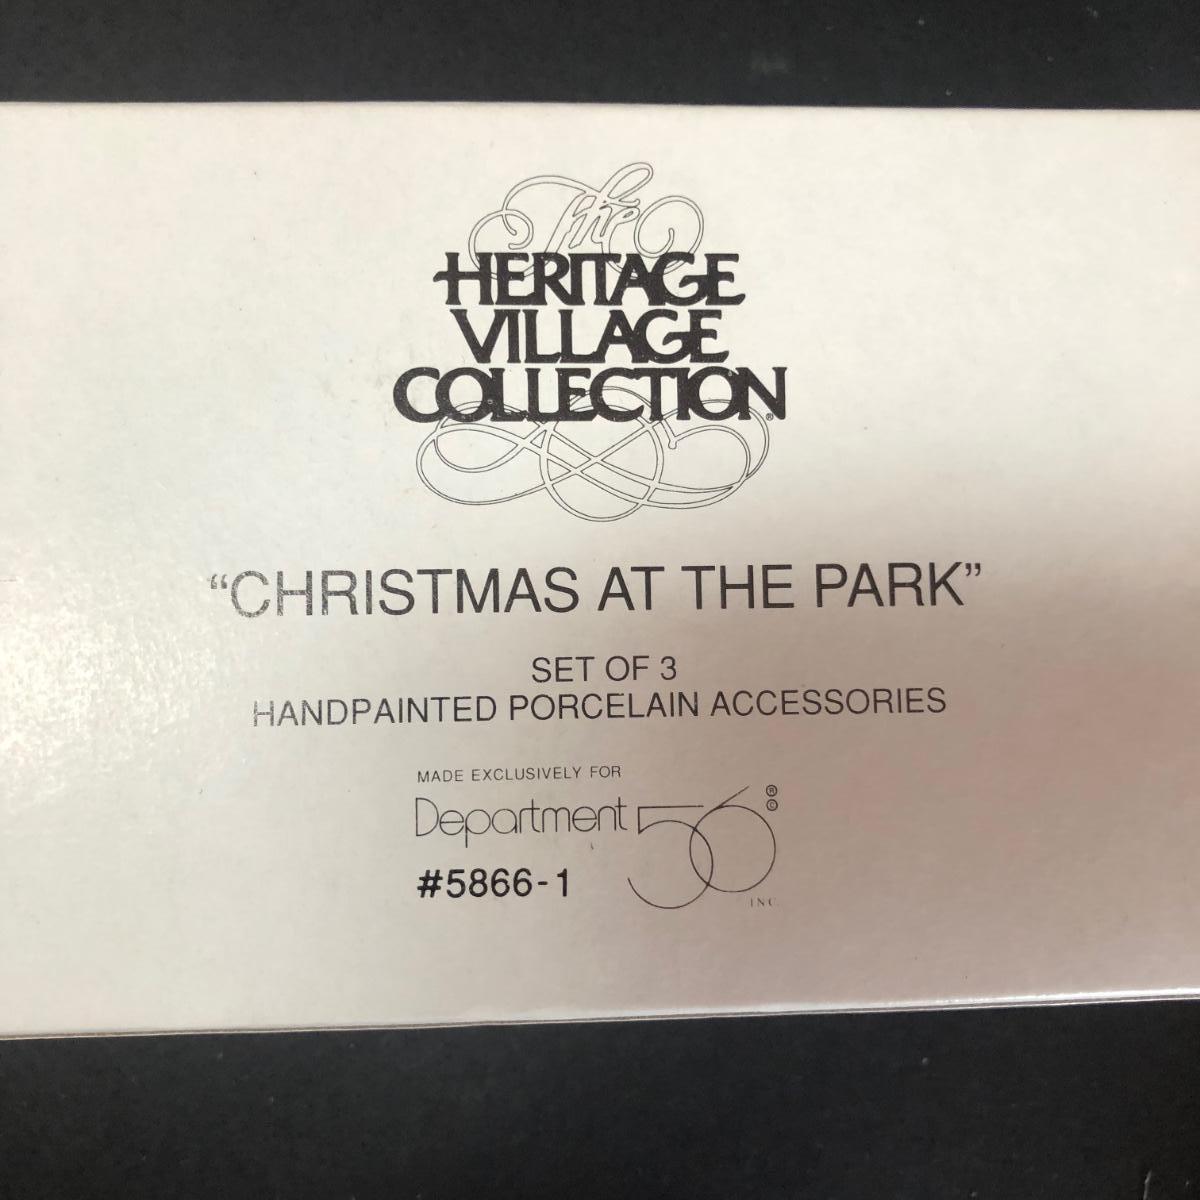 The
HERITAGE
VILLAGE
COLLECTION®
“CHRISTMAS AT THE PARK”
SET OF 3
HANDPAINTED PORCELAIN ACCESSORIES
MADE EXCLUSIVELY FOR
Department 56 ® ©
INC.
#5866-1